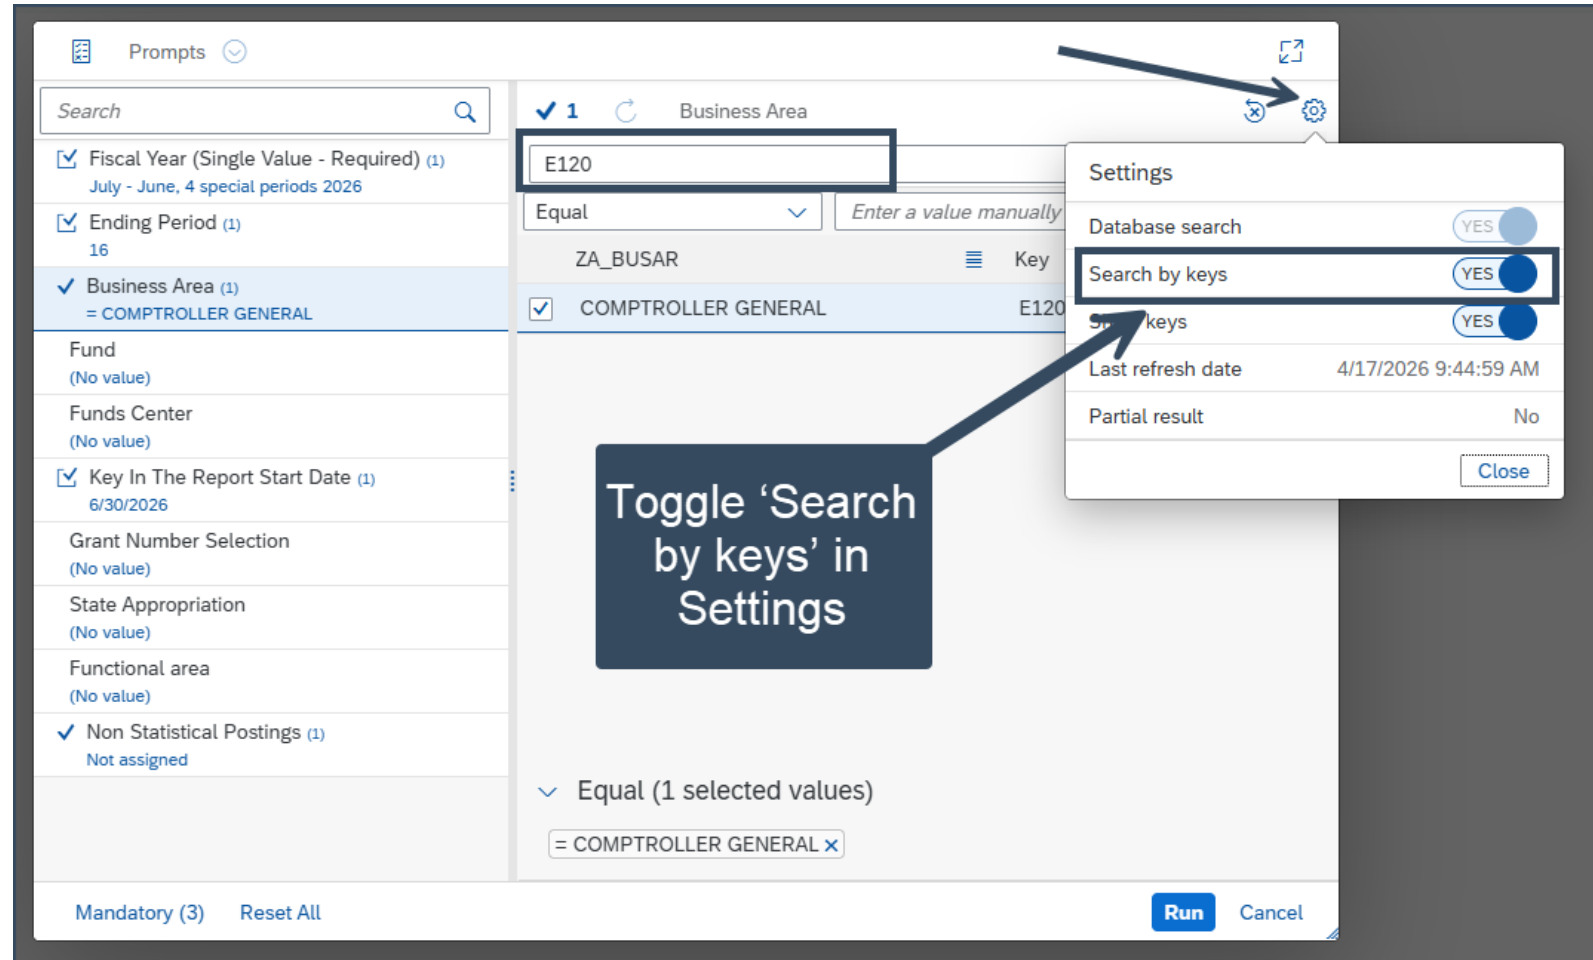 Prompts
Search
Fiscal Year (Single Value - Required) (1)
July - June, 4 special periods 2026
Ending Period (1)
16
Business Area (1)
= COMPTROLLER GENERAL
Fund
(No value)
Funds Center
(No value)
Key In The Report Start Date (1)
6/30/2026
Grant Number Selection
(No value)
State Appropriation
(No value)
Functional area
(No value)
Non Statistical Postings (1)
Not assigned
Mandatory (3) Reset All
1 Business Area
E120
Equal Enter a value manually
ZA_BUSAR Key
COMPTROLLER GENERAL E120
Toggle ‘Search
by keys’ in
Settings
Equal (1 selected values)
= COMPTROLLER GENERAL
Run Cancel
Settings
Database search YES
Search by keys YES
keys YES
Last refresh date 4/17/2026 9:44:59 AM
Partial result No
Close